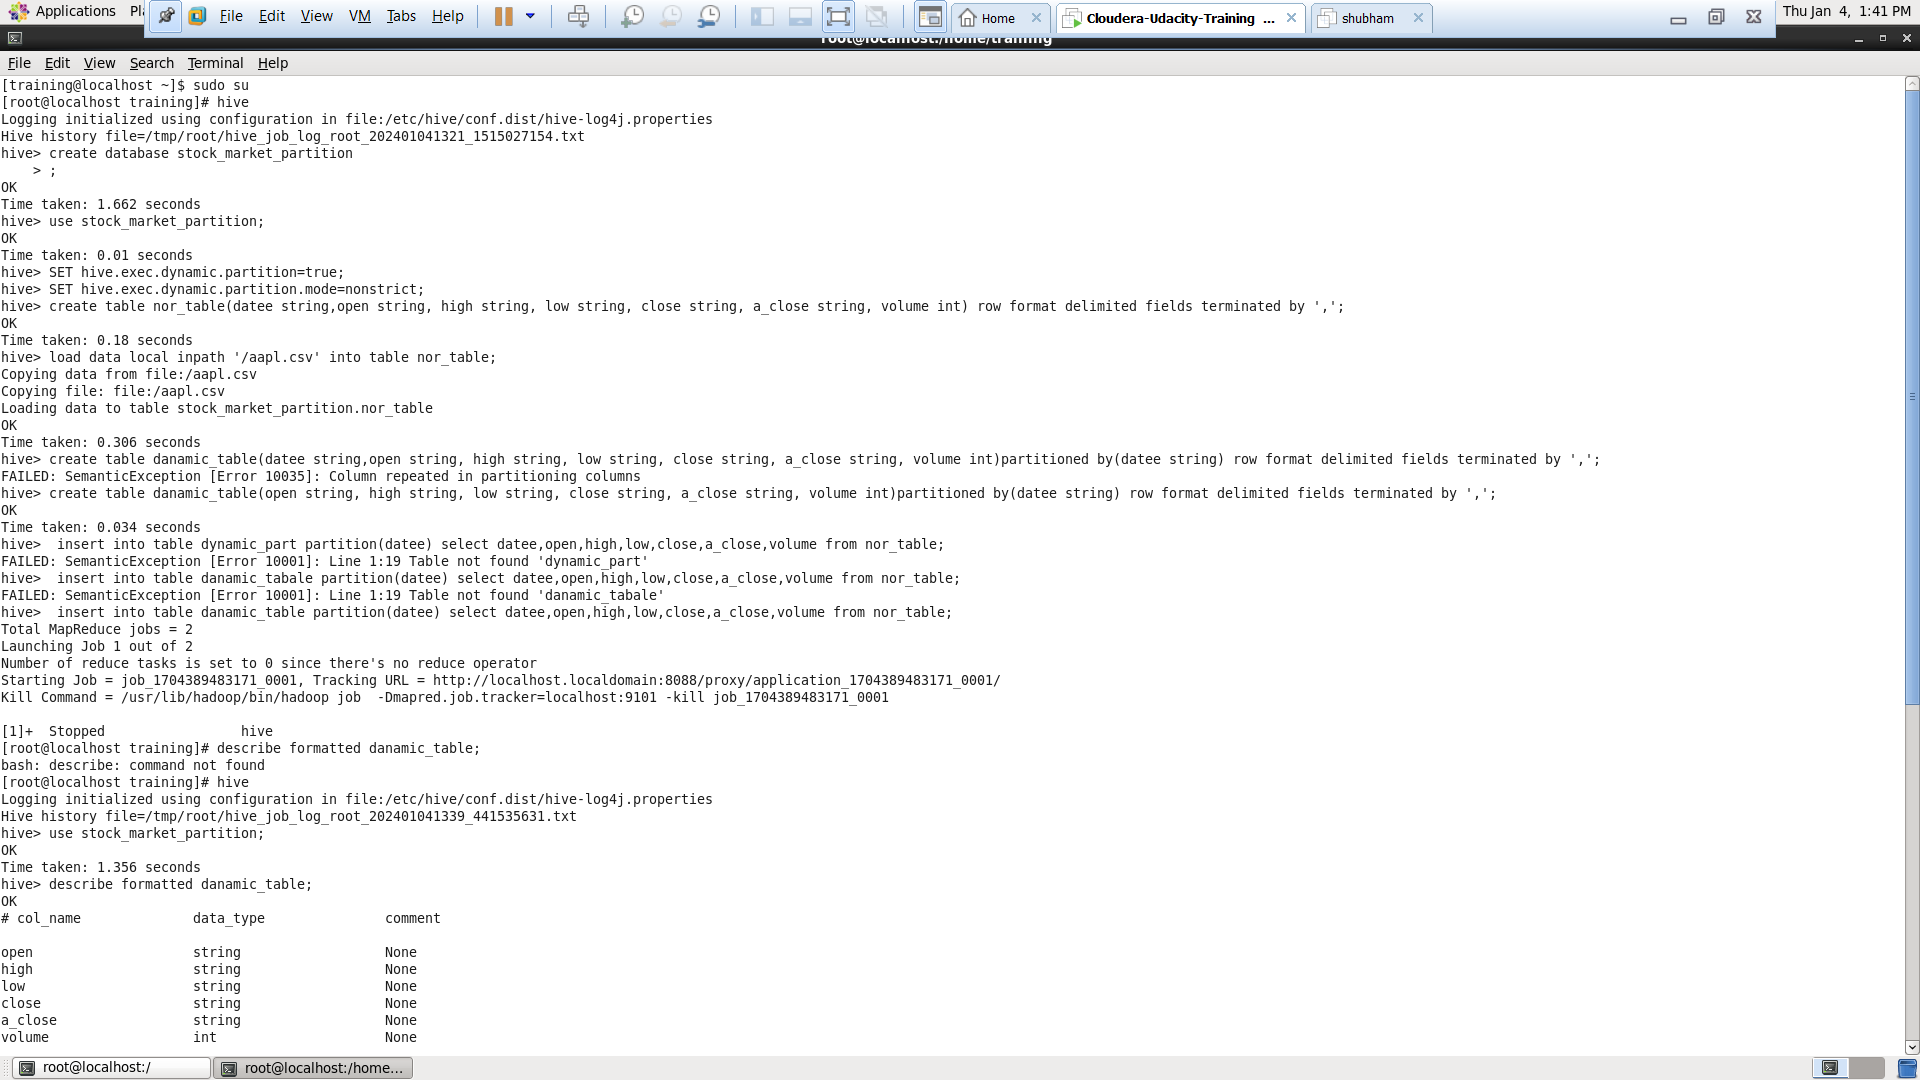 Applications
File Edit View VM Tabs Help
Home
Cloudera-Udacity-Training ...
shubham
Thu Jan 4, 1:41 PM
root@localhost:/home/training
File Edit View Search Terminal Help
[training@localhost ~]$ sudo su
[root@localhost training]# hive
Logging initialized using configuration in file:/etc/hive/conf.dist/hive-log4j.properties
Hive history file=/tmp/root/hive_job_log_root_202401041321_1515027154.txt
hive> create database stock_market_partition
    > ;
OK
Time taken: 1.662 seconds
hive> use stock_market_partition;
OK
Time taken: 0.01 seconds
hive> SET hive.exec.dynamic.partition=true;
hive> SET hive.exec.dynamic.partition.mode=nonstrict;
hive> create table nor_table(datee string,open string, high string, low string, close string, a_close string, volume int) row format delimited fields terminated by ',';
OK
Time taken: 0.18 seconds
hive> load data local inpath '/aapl.csv' into table nor_table;
Copying data from file:/aapl.csv
Copying file: file:/aapl.csv
Loading data to table stock_market_partition.nor_table
OK
Time taken: 0.306 seconds
hive> create table danamic_table(datee string,open string, high string, low string, close string, a_close string, volume int)partitioned by(datee string) row format delimited fields terminated by ',';
FAILED: SemanticException [Error 10035]: Column repeated in partitioning columns
hive> create table danamic_table(open string, high string, low string, close string, a_close string, volume int)partitioned by(datee string) row format delimited fields terminated by ',';
OK
Time taken: 0.034 seconds
hive>  insert into table dynamic_part partition(datee) select datee,open,high,low,close,a_close,volume from nor_table;
FAILED: SemanticException [Error 10001]: Line 1:19 Table not found 'dynamic_part'
hive>  insert into table danamic_tabale partition(datee) select datee,open,high,low,close,a_close,volume from nor_table;
FAILED: SemanticException [Error 10001]: Line 1:19 Table not found 'danamic_tabale'
hive>  insert into table danamic_table partition(datee) select datee,open,high,low,close,a_close,volume from nor_table;
Total MapReduce jobs = 2
Launching Job 1 out of 2
Number of reduce tasks is set to 0 since there's no reduce operator
Starting Job = job_1704389483171_0001, Tracking URL = http://localhost.localdomain:8088/proxy/application_1704389483171_0001/
Kill Command = /usr/lib/hadoop/bin/hadoop job  -Dmapred.job.tracker=localhost:9101 -kill job_1704389483171_0001
[1]+  Stopped                 hive
[root@localhost training]# describe formatted danamic_table;
bash: describe: command not found
[root@localhost training]# hive
Logging initialized using configuration in file:/etc/hive/conf.dist/hive-log4j.properties
Hive history file=/tmp/root/hive_job_log_root_202401041339_441535631.txt
hive> use stock_market_partition;
OK
Time taken: 1.356 seconds
hive> describe formatted danamic_table;
OK
# col_name              data_type               comment
open                    string                  None
high                    string                  None
low                     string                  None
close                   string                  None
a_close                 string                  None
volume                  int                     None
root@localhost:/
root@localhost:/home...